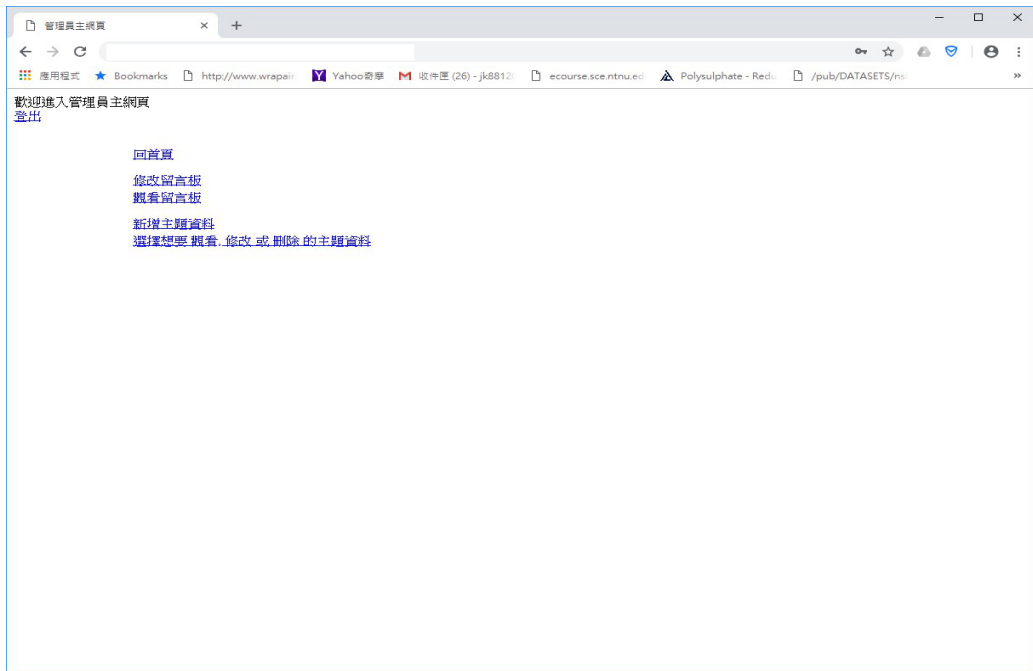 管理員主網頁
應用程式 Bookmarks http://www.wrapair Yahoo奇摩 收件匣 (26) - jk8812 ecourse.sce.ntnu.ed Polysulphate - Redu /pub/DATASETS/ns »
歡迎進入管理員主網頁
登出
回首頁
修改留言板
觀看留言板
新增主題資料
選擇想要 觀看, 修改 或 刪除 的主題資料